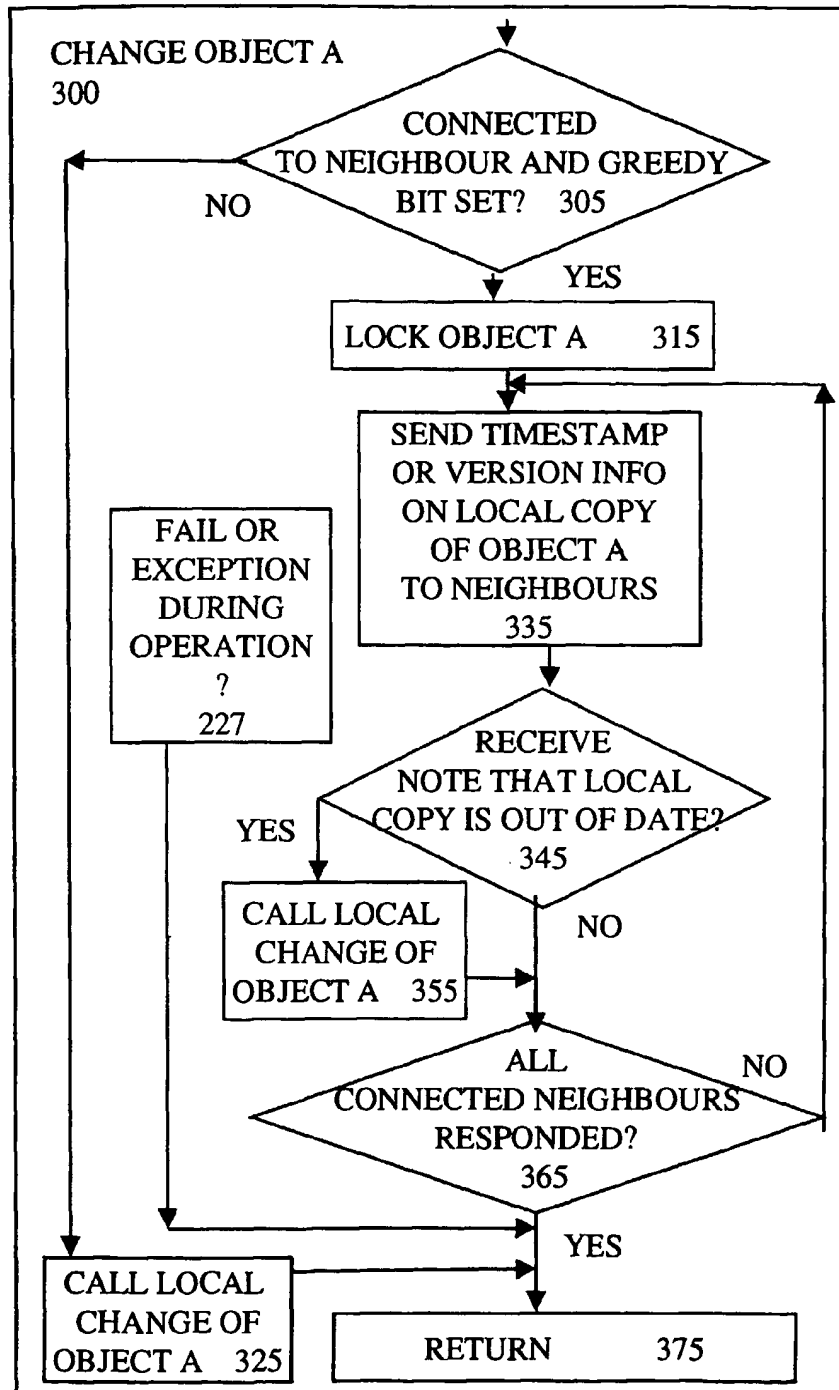 CHANGE OBJECT A
300
CONNECTED
TO NEIGHBOUR AND GREEDY
BIT SET? 305
NO
YES
LOCK OBJECT A 315
SEND TIMESTAMP
OR VERSION INFO
ON LOCAL COPY
OF OBJECT A
TO NEIGHBOURS
335
FAIL OR
EXCEPTION
DURING
OPERATION
?
227
RECEIVE
NOTE THAT LOCAL
COPY IS OUT OF DATE?
345
YES
NO
CALL LOCAL
CHANGE OF
OBJECT A 355
ALL
CONNECTED NEIGHBOURS
RESPONDED?
365
NO
YES
CALL LOCAL
CHANGE OF
OBJECT A 325
RETURN 375